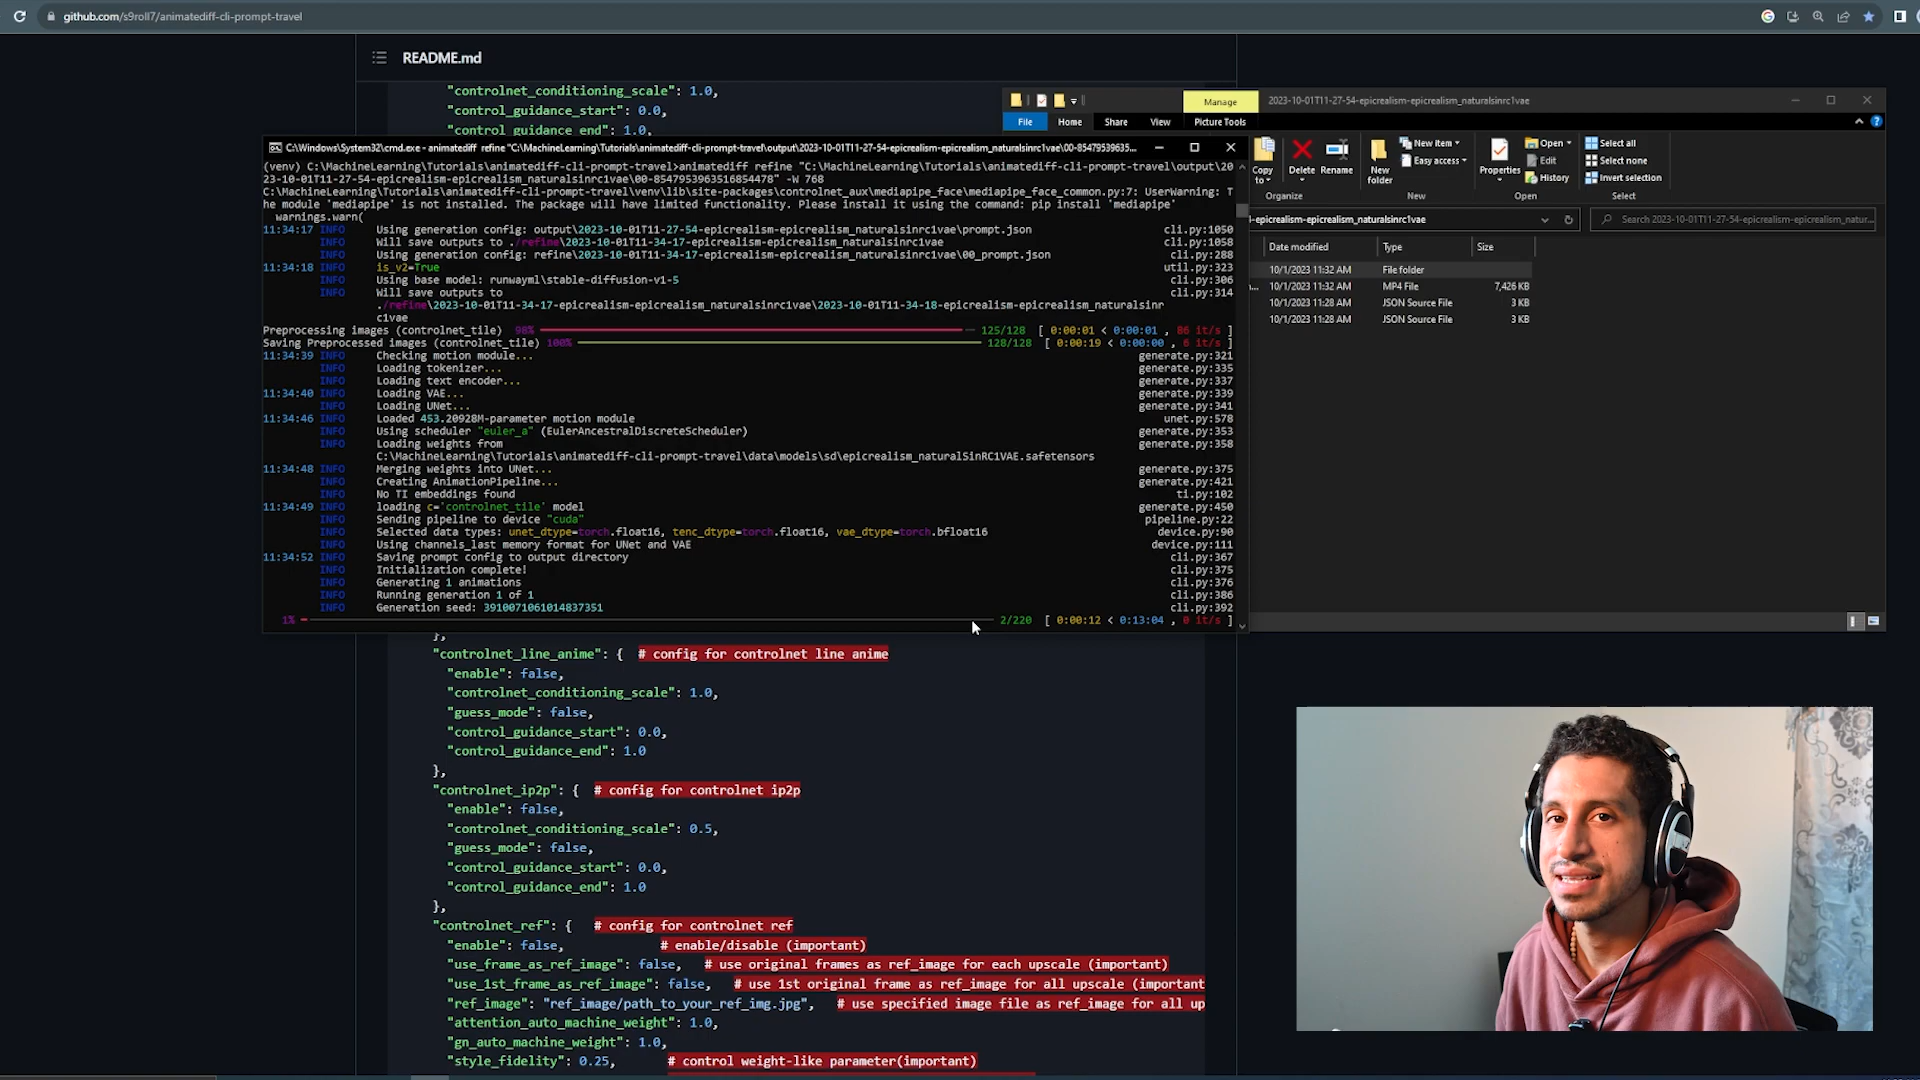 github.com/s9roll7/animatediff-cli-prompt-travel
README.md
"controlnet_conditioning_scale": 1.0,
"control_guidance_start": 0.0,
"control_guidance_end": 1.0,
Manage
2023-10-01T11-27-54-epicrealism-epicrealism_naturalsinrc1vae
File
Home
Share
View
Picture Tools
C:\Windows\System32\cmd.exe - animatediff refine "C:\MachineLearning\Tutorials\animatediff-cli-prompt-travel\output\2023-10-01T11-27-54-epicrealism-epicrealism_naturalsinrc1vae\00-85479539635...
(venv) C:\MachineLearning\Tutorials\animatediff-cli-prompt-travel>animatediff refine "C:\MachineLearning\Tutorials\animatediff-cli-prompt-travel\output\20
23-10-01T11-27-54-epicrealism-epicrealism_naturalsinrc1vae\00-8547953963516854478" -W 768
C:\MachineLearning\Tutorials\animatediff-cli-prompt-travel\venv\lib\site-packages\controlnet_aux\mediapipe_face\mediapipe_face_common.py:7: UserWarning: T
he module 'mediapipe' is not installed. The package will have limited functionality. Please install it using the command: pip install 'mediapipe'
warnings.warn(
11:34:17 INFO Using generation config: output\2023-10-01T11-27-54-epicrealism-epicrealism_naturalsinrc1vae\prompt.json cli.py:1050
INFO Will save outputs to ./refine\2023-10-01T11-34-17-epicrealism-epicrealism_naturalsinrc1vae cli.py:1058
INFO Using generation config: refine\2023-10-01T11-34-17-epicrealism-epicrealism_naturalsinrc1vae\00_prompt.json cli.py:288
11:34:18 INFO is_v2=True util.py:323
INFO Using base model: runwayml\stable-diffusion-v1-5 cli.py:306
INFO Will save outputs to cli.py:314
./refine\2023-10-01T11-34-17-epicrealism-epicrealism_naturalsinrc1vae\2023-10-01T11-34-18-epicrealism-epicrealism_naturalsinr
c1vae
Preprocessing images (controlnet_tile) 98% 125/128 [ 0:00:01 < 0:00:01 , 86 it/s ]
Saving Preprocessed images (controlnet_tile) 100% 128/128 [ 0:00:19 < 0:00:00 , 6 it/s ]
11:34:39 INFO Checking motion module... generate.py:321
INFO Loading tokenizer... generate.py:335
INFO Loading text encoder... generate.py:337
11:34:40 INFO Loading VAE... generate.py:339
INFO Loading UNet... generate.py:341
11:34:46 INFO Loaded 453.20928M-parameter motion module unet.py:578
INFO Using scheduler "euler_a" (EulerAncestralDiscreteScheduler) generate.py:353
INFO Loading weights from generate.py:358
C:\MachineLearning\Tutorials\animatediff-cli-prompt-travel\data\models\sd\epicrealism_naturalSinRC1VAE.safetensors
11:34:48 INFO Merging weights into UNet... generate.py:375
INFO Creating AnimationPipeline... generate.py:421
INFO No TI embeddings found ti.py:102
11:34:49 INFO loading c='controlnet_tile' model generate.py:450
INFO Sending pipeline to device "cuda" pipeline.py:22
INFO Selected data types: unet_dtype=torch.float16, tenc_dtype=torch.float16, vae_dtype=torch.bfloat16 device.py:90
INFO Using channels_last memory format for UNet and VAE device.py:111
11:34:52 INFO Saving prompt config to output directory cli.py:367
INFO Initialization complete! cli.py:375
INFO Generating 1 animations cli.py:376
INFO Running generation 1 of 1 cli.py:386
INFO Generation seed: 3910071061014837351 cli.py:392
1% 2/220 [ 0:00:12 < 0:13:04 , 0 it/s ]
Copy to
Delete
Rename
New folder
New item
Easy access
Properties
Open
Edit
History
Select all
Select none
Invert selection
Organize
New
Open
Select
-epicrealism-epicrealism_naturalsinrc1vae
Search 2023-10-01T11-27-54-epicrealism-epicrealism_natur...
Date modified Type Size
10/1/2023 11:32 AM File folder
10/1/2023 11:32 AM MP4 File 7,426 KB
10/1/2023 11:28 AM JSON Source File 3 KB
10/1/2023 11:28 AM JSON Source File 3 KB
},
"controlnet_line_anime": { # config for controlnet line anime
"enable": false,
"controlnet_conditioning_scale": 1.0,
"guess_mode": false,
"control_guidance_start": 0.0,
"control_guidance_end": 1.0
},
"controlnet_ip2p": { # config for controlnet ip2p
"enable": false,
"controlnet_conditioning_scale": 0.5,
"guess_mode": false,
"control_guidance_start": 0.0,
"control_guidance_end": 1.0
},
"controlnet_ref": { # config for controlnet ref
"enable": false, # enable/disable (important)
"use_frame_as_ref_image": false, # use original frames as ref_image for each upscale (important)
"use_1st_frame_as_ref_image": false, # use 1st original frame as ref_image for all upscale (important
"ref_image": "ref_image/path_to_your_ref_img.jpg", # use specified image file as ref_image for all up
"attention_auto_machine_weight": 1.0,
"gn_auto_machine_weight": 1.0,
"style_fidelity": 0.25, # control weight-like parameter(important)